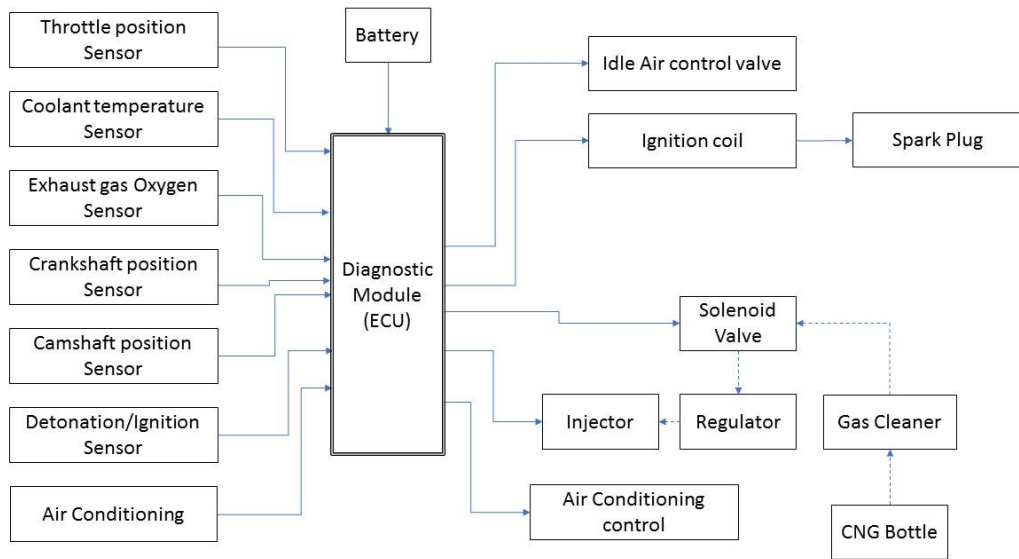 Throttle position
Sensor
Battery
Idle Air control valve
Coolant temperature
Sensor
Ignition coil
Spark Plug
Exhaust gas Oxygen
Sensor
Crankshaft position
Sensor
Diagnostic
Module
(ECU)
Solenoid
Valve
Camshaft position
Sensor
Detonation/Ignition
Sensor
Injector
Regulator
Gas Cleaner
Air Conditioning
Air Conditioning
control
CNG Bottle